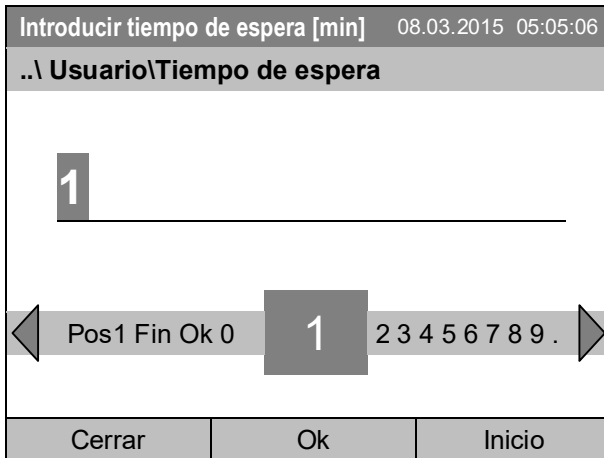 Introducir tiempo de espera [min] 08.03.2015 05:05:06
..\ Usuario\Tiempo de espera
1
Pos1 Fin Ok 0 1 2 3 4 5 6 7 8 9 .
Cerrar Ok Inicio